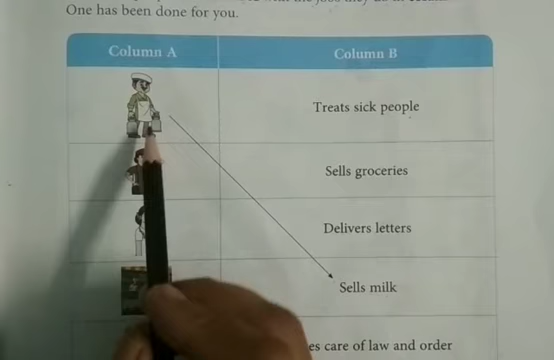 One has been done for you.
Column A
Column B
Treats sick people
Sells groceries
Delivers letters
Sells milk
care of law and order